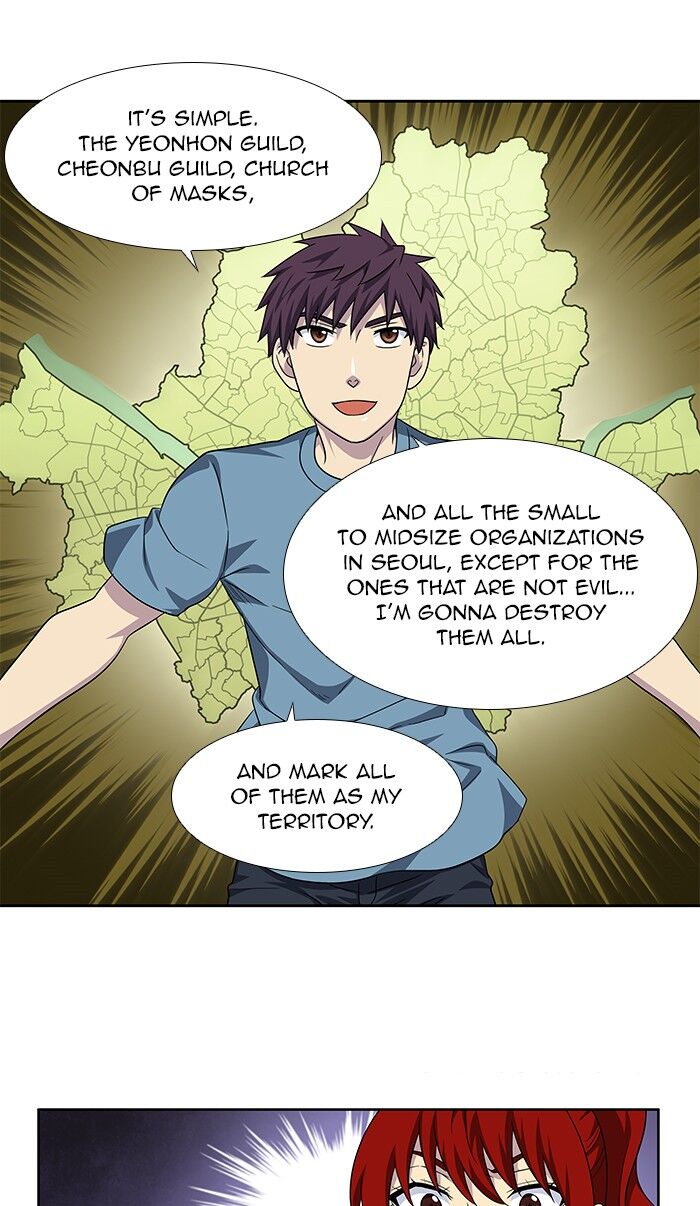 IT'S SIMPLE.
THE YEONHON GUILD,
CHEONBU GUILD, CHURCH
OF MASKS,
AND ALL THE SMALL
TO MIDSIZE ORGANIZATIONS
IN SEOUL, EXCEPT FOR THE
ONES THAT ARE NOT EVIL...
I'M GONNA DESTROY
THEM ALL.
AND MARK ALL
OF THEM AS MY
TERRITORY.